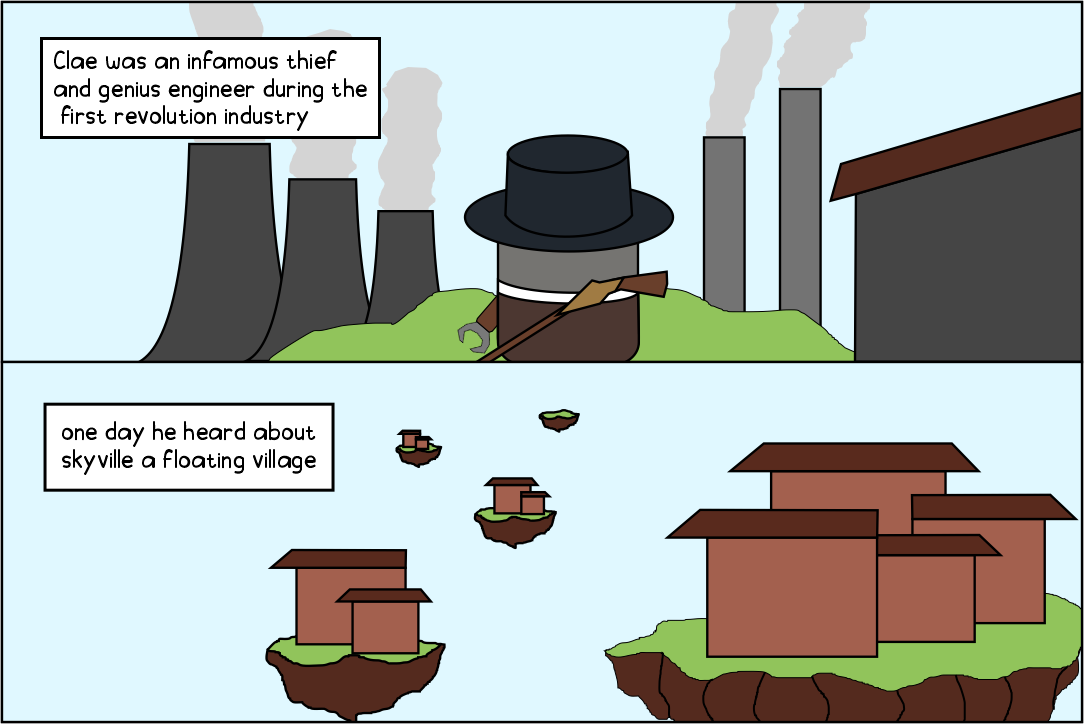 Clae was an infamous thief
and genius engineer during the
first revolution industry
one day he heard about
skyville a floating village